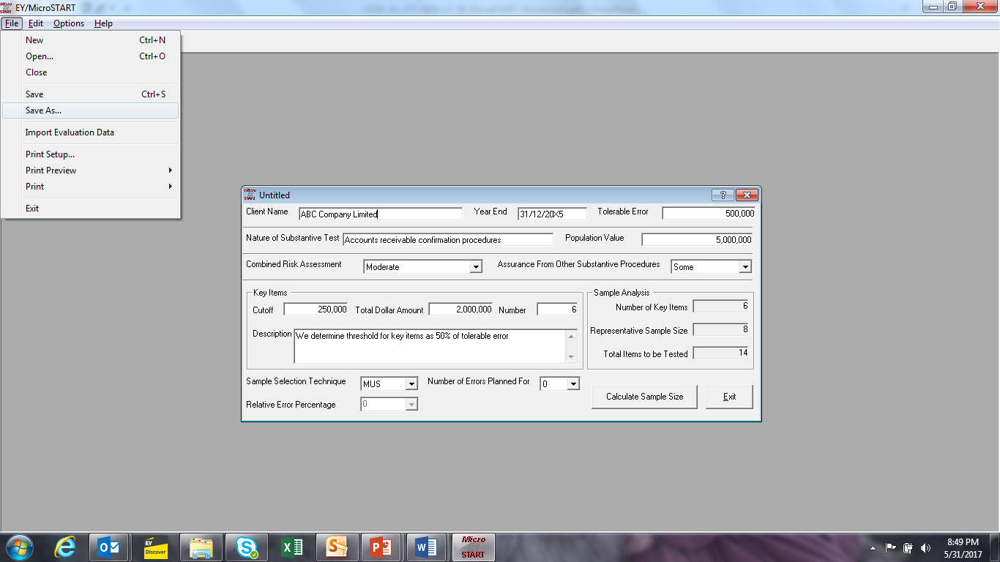 EY/MicroSTART
File Edit Options Help
New Ctrl+N
Open... Ctrl+O
Close
Save Ctrl+S
Save As...
Import Evaluation Data
Print Setup...
Print Preview
Print
Exit
Micro START Untitled
Client Name ABC Company Limited Year End 31/12/20X5 Tolerable Error 500,000
Nature of Substantive Test Accounts receivable confirmation procedures Population Value 5,000,000
Combined Risk Assessment Moderate Assurance From Other Substantive Procedures Some
Key Items Sample Analysis
Cutoff 250,000 Total Dollar Amount 2,000,000 Number 6 Number of Key Items 6
Description We determine threshold for key items as 50% of tolerable error Representative Sample Size 8
Total Items to be Tested 14
Sample Selection Technique MUS Number of Errors Planned For 0
Calculate Sample Size Exit
Relative Error Percentage 0
EY Discover
Micro START
8:49 PM
5/31/2017